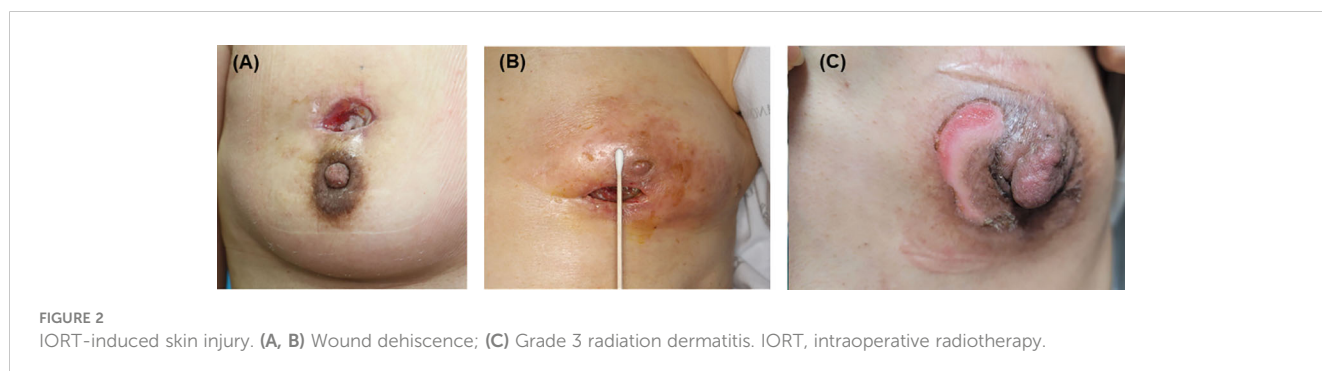 (A)
(B)
(C)
FIGURE 2
IORT-induced skin injury. (A, B) Wound dehiscence; (C) Grade 3 radiation dermatitis. IORT, intraoperative radiotherapy.